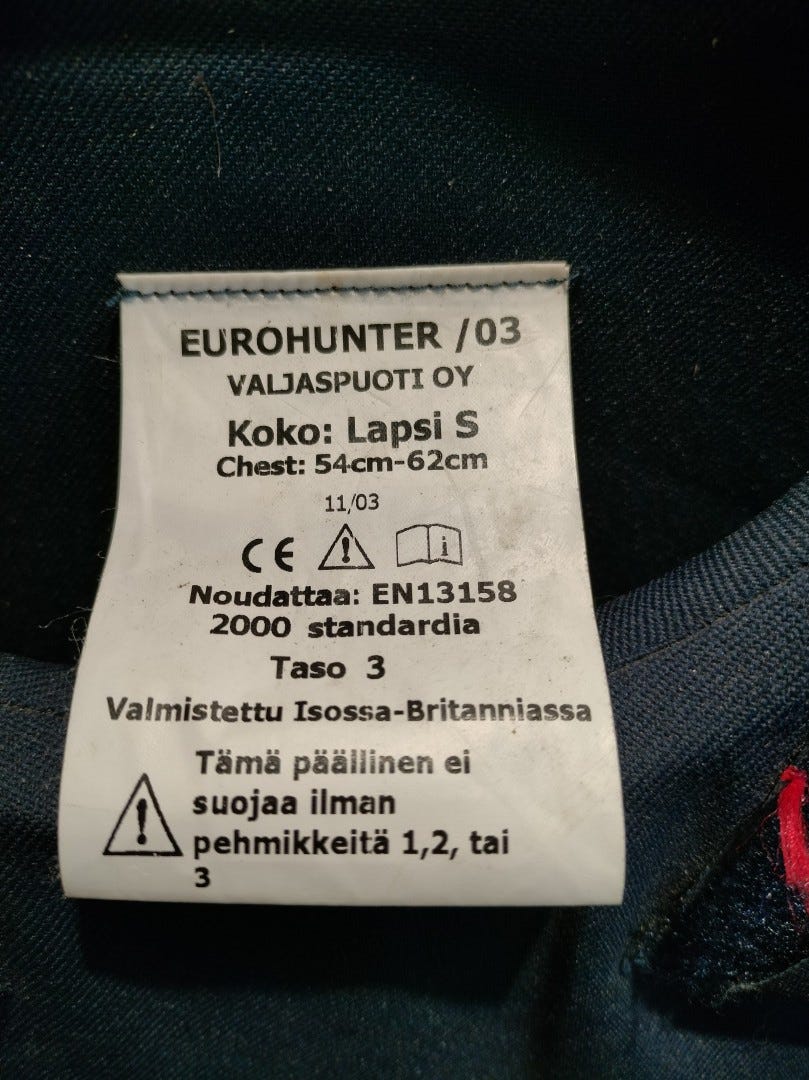 EUROHUNTER /03
VALJASPUOTI OY
Koko: Lapsi S
Chest: 54cm-62cm
11/03
CE
Noudattaa: EN13158
2000 standardia
Taso 3
Valmistettu Isossa-Britanniassa
Tämä päällinen ei
suojaa ilman
pehmikkeitä 1,2, tai
3